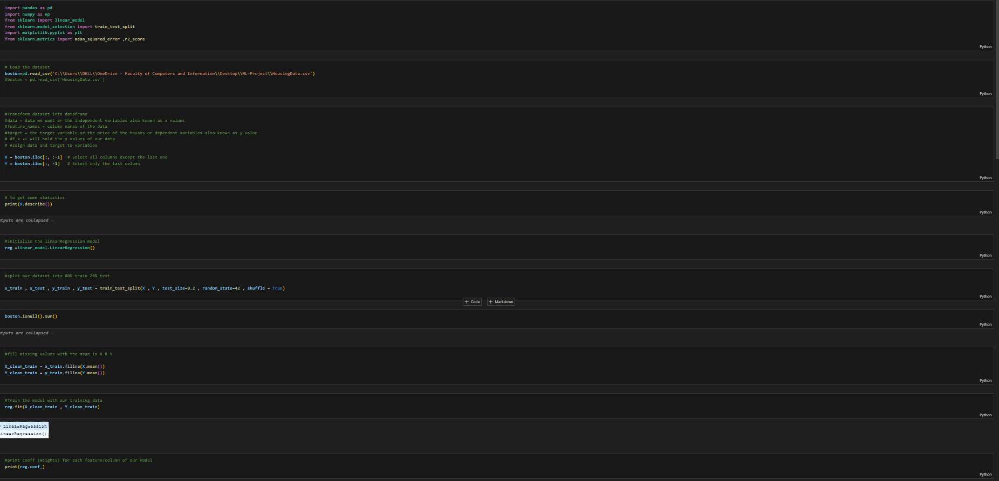 import pandas as pd
import numpy as np
from sklearn import linear_model
from sklearn.model_selection import train_test_split
import matplotlib.pyplot as plt
from sklearn.metrics import mean_squared_error ,r2_score
Python
# Load the dataset
boston=pd.read_csv('C:\\Users\\DELL\\OneDrive - Faculty of Computers and Information\\Desktop\\ML-Project\\HousingData.csv')
#boston = pd.read_csv('HousingData.csv')
Python
#Transform dataset into dataframe
#data = data we want or the independent variables also known as x values
#feature_names = column names of the data
#target = the target variable or the price of the houses or dependent variables also known as y value
# df_x => will hold the x values of our data
# Assign data and target to variables
X = boston.iloc[:, :-1]  # Select all columns except the last one
Y = boston.iloc[:, -1]   # Select only the last column
Python
# to get some statistics
print(X.describe())
Python
tputs are collapsed ···
#initialize the linearRegression model
reg =linear_model.LinearRegression()
Python
#split our dataset into 80% train 20% test
x_train , x_test , y_train , y_test = train_test_split(X , Y , test_size=0.2 , random_state=42 , shuffle = True)
Python
+ Code + Markdown
boston.isnull().sum()
Python
tputs are collapsed ···
#fill missing values with the mean in X & Y
X_clean_train = x_train.fillna(X.mean())
Y_clean_train = y_train.fillna(Y.mean())
Python
#Train the model with our training data
reg.fit(X_clean_train , Y_clean_train)
Python
LinearRegression
inearRegression()
#print coeff (Weights) for each feature/column of our model
print(reg.coef_)
Python